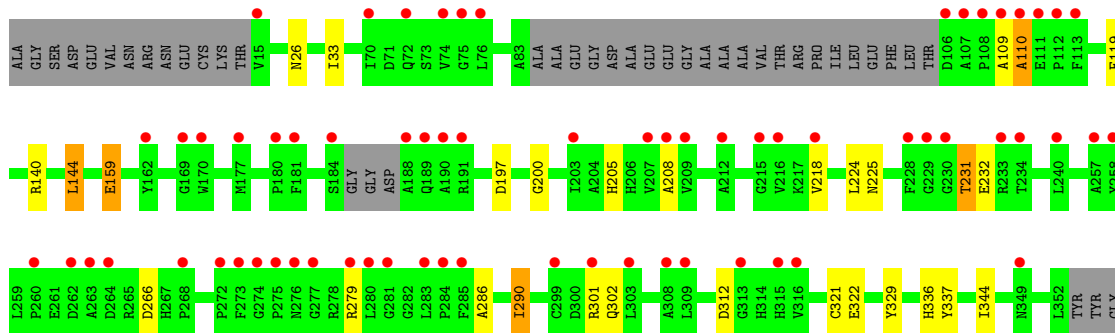 ALA GLY SER ASP GLU VAL ASN ARG ASN GLU CYS LYS THR V15 N26 I33 I70 D71 Q72 S73 V74 G75 L76 A83 ALA ALA GLU GLY ASP ALA GLU GLU GLY ALA ALA ALA VAL THR ARG PRO ILE LEU GLU PHE LEU THR D106 A107 P108 A109 A110 E111 P112 F113
R140 L144 E159 Y162 G169 W170 M177 P180 F181 S184 GLY GLY ASP A188 Q189 A190 R191 D197 G200 I203 A204 H205 H206 V207 A208 V209 A212 G215 V216 K217 V218 L224 N225 F228 G229 G230 T231 E232 R233 T234 L240 A257
L259 P260 E261 D262 A263 D264 R265 D266 H267 P268 P272 F273 G274 P275 N276 G277 R278 R279 L280 G281 G282 L283 P284 F285 A286 I290 C299 D300 R301 Q302 L303 A308 L309 D312 G313 H314 H315 V316 C321 E322 Y329 H336 Y337 I344 N349 L352 TYR TYR